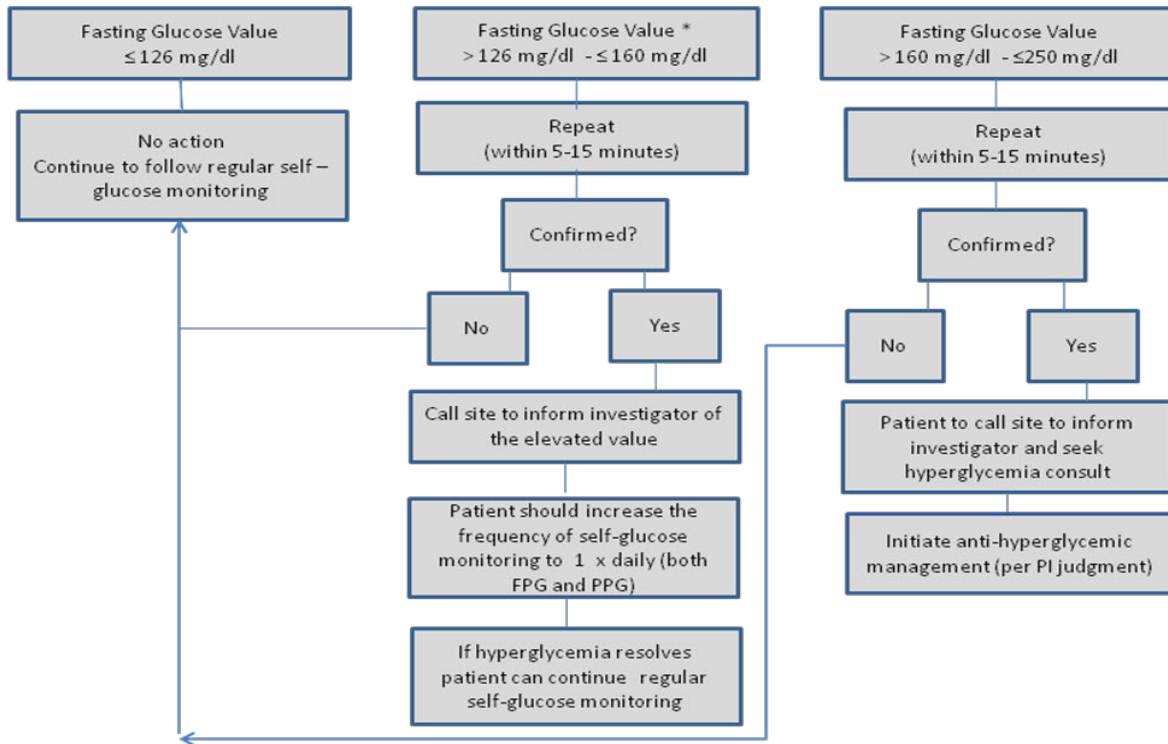 Fasting Glucose Value
≤126 mg/dl
No action
Continue to follow regular self –
glucose monitoring
Fasting Glucose Value *
> 126 mg/dl - ≤ 160 mg/dl
Repeat
(within 5-15 minutes)
Confirmed?
No
Yes
Call site to inform investigator of
the elevated value
Patient should increase the
frequency of self-glucose
monitoring to 1 x daily (both
FPG and PPG)
If hyperglycemia resolves
patient can continue regular
self-glucose monitoring
Fasting Glucose Value
> 160 mg/dl - ≤250 mg/dl
Repeat
(within 5-15 minutes)
Confirmed?
No
Yes
Patient to call site to inform
investigator and seek
hyperglycemia consult
Initiate anti-hyperglycemic
management (per PI judgment)